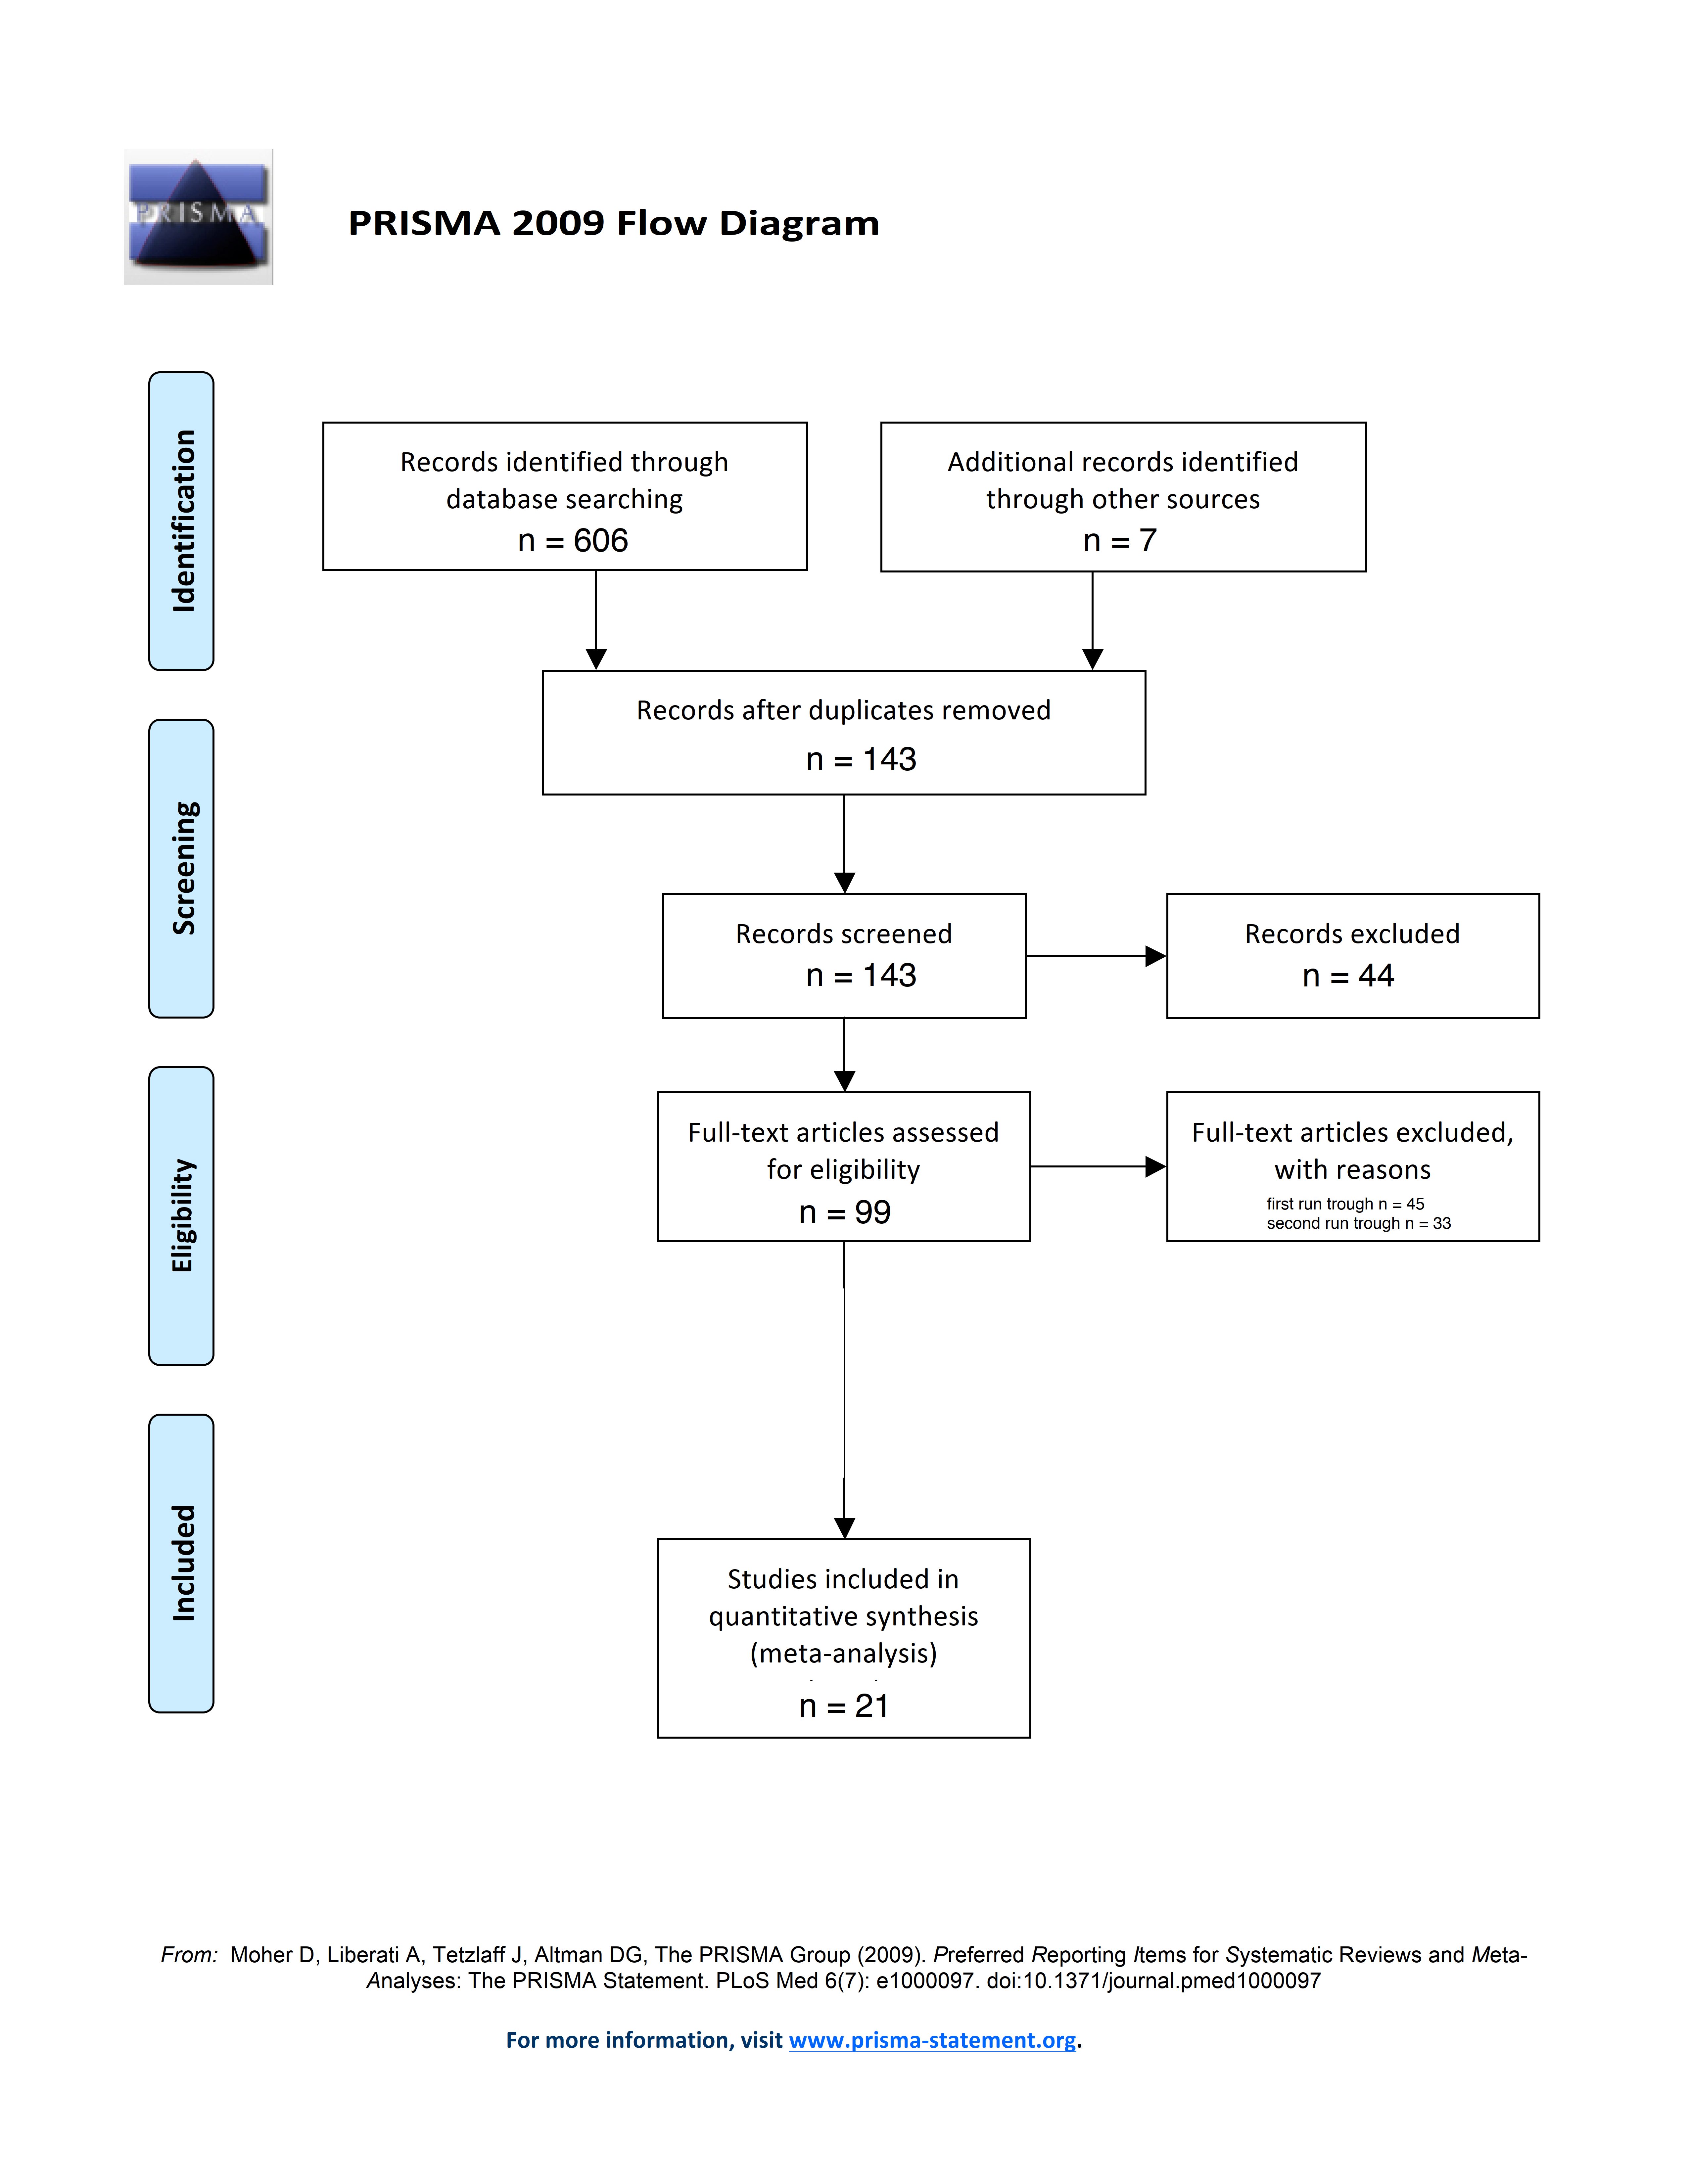 PRISMA
PRISMA 2009 Flow Diagram
Identification
Records identified through
database searching
n = 606
Additional records identified
through other sources
n = 7
Records after duplicates removed
n = 143
Screening
Records screened
n = 143
Records excluded
n = 44
Eligibility
Full-text articles assessed
for eligibility
n = 99
Full-text articles excluded,
with reasons
first run trough n = 45
second run trough n = 33
Included
Studies included in
quantitative synthesis
(meta-analysis)
n = 21
From: Moher D, Liberati A, Tetzlaff J, Altman DG, The PRISMA Group (2009). Preferred Reporting Items for Systematic Reviews and Meta-
Analyses: The PRISMA Statement. PLoS Med 6(7): e1000097. doi:10.1371/journal.pmed1000097
For more information, visit www.prisma-statement.org.